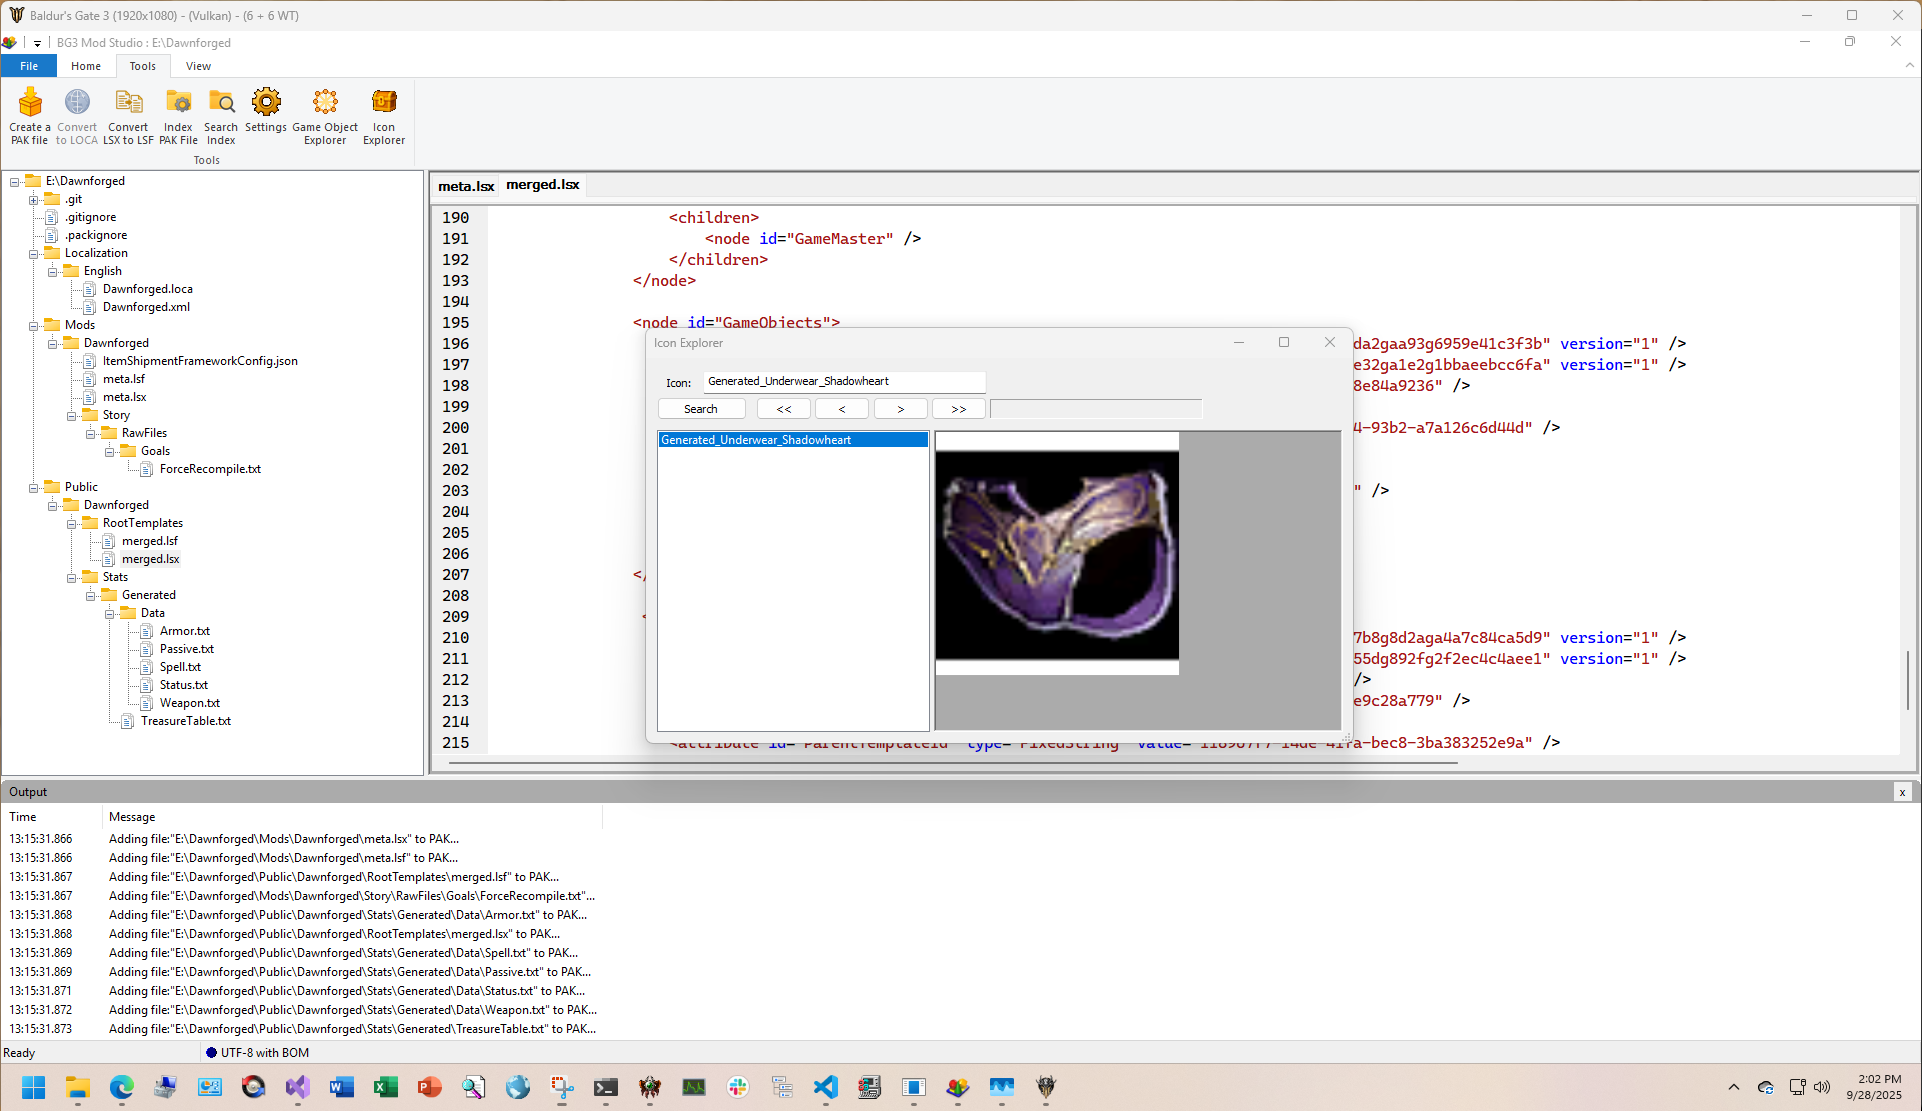 Baldur's Gate 3 (1920x1080) - (Vulkan) - (6 + 6 WT)
BG3 Mod Studio : E:\Dawnforged
File Home Tools View
Create a PAK file
Convert to LOCA
Convert LSX to LSF
Index PAK File
Search Index
Settings
Game Object Explorer
Icon Explorer
Tools
E:\Dawnforged
.git
.gitignore
.packignore
Localization
English
Dawnforged.loca
Dawnforged.xml
Mods
Dawnforged
ItemShipmentFrameworkConfig.json
meta.lsf
meta.lsx
Story
RawFiles
Goals
ForceRecompile.txt
Public
Dawnforged
RootTemplates
merged.lsf
merged.lsx
Stats
Generated
Data
Armor.txt
Passive.txt
Spell.txt
Status.txt
Weapon.txt
TreasureTable.txt
meta.lsx merged.lsx
190 <children>
191 <node id="GameMaster" />
192 </children>
193 </node>
194
195 <node id="GameObjects">
196 da2gaa93g6959e41c3f3b" version="1" />
197 e32ga1e2g1bbaeebcc6fa" version="1" />
198 8e84a9236" />
199
200 4-93b2-a7a126c6d44d" />
201
202
203 " />
204
205
206
207 </
208
209 <
210 7b8g8d2aga4a7c84ca5d9" version="1" />
211 55dg892fg2f2ec4c4aee1" version="1" />
212 />
213 e9c28a779" />
214
215 <attribute id="ParentTemplateId" type="FixedString" value= a-bec8-3ba383252e9a" />
Icon Explorer
Icon: Generated_Underwear_Shadowheart
Search << < > >>
Generated_Underwear_Shadowheart
Output x
Time Message
13:15:31.866 Adding file:"E:\Dawnforged\Mods\Dawnforged\meta.lsx" to PAK...
13:15:31.866 Adding file:"E:\Dawnforged\Mods\Dawnforged\meta.lsf" to PAK...
13:15:31.867 Adding file:"E:\Dawnforged\Public\Dawnforged\RootTemplates\merged.lsf" to PAK...
13:15:31.867 Adding file:"E:\Dawnforged\Mods\Dawnforged\Story\RawFiles\Goals\ForceRecompile.txt"...
13:15:31.868 Adding file:"E:\Dawnforged\Public\Dawnforged\Stats\Generated\Data\Armor.txt" to PAK...
13:15:31.868 Adding file:"E:\Dawnforged\Public\Dawnforged\RootTemplates\merged.lsx" to PAK...
13:15:31.869 Adding file:"E:\Dawnforged\Public\Dawnforged\Stats\Generated\Data\Spell.txt" to PAK...
13:15:31.869 Adding file:"E:\Dawnforged\Public\Dawnforged\Stats\Generated\Data\Passive.txt" to PAK...
13:15:31.871 Adding file:"E:\Dawnforged\Public\Dawnforged\Stats\Generated\Data\Status.txt" to PAK...
13:15:31.872 Adding file:"E:\Dawnforged\Public\Dawnforged\Stats\Generated\Data\Weapon.txt" to PAK...
13:15:31.873 Adding file:"E:\Dawnforged\Public\Dawnforged\Stats\Generated\TreasureTable.txt" to PAK...
Ready UTF-8 with BOM
2:02 PM
9/28/2025